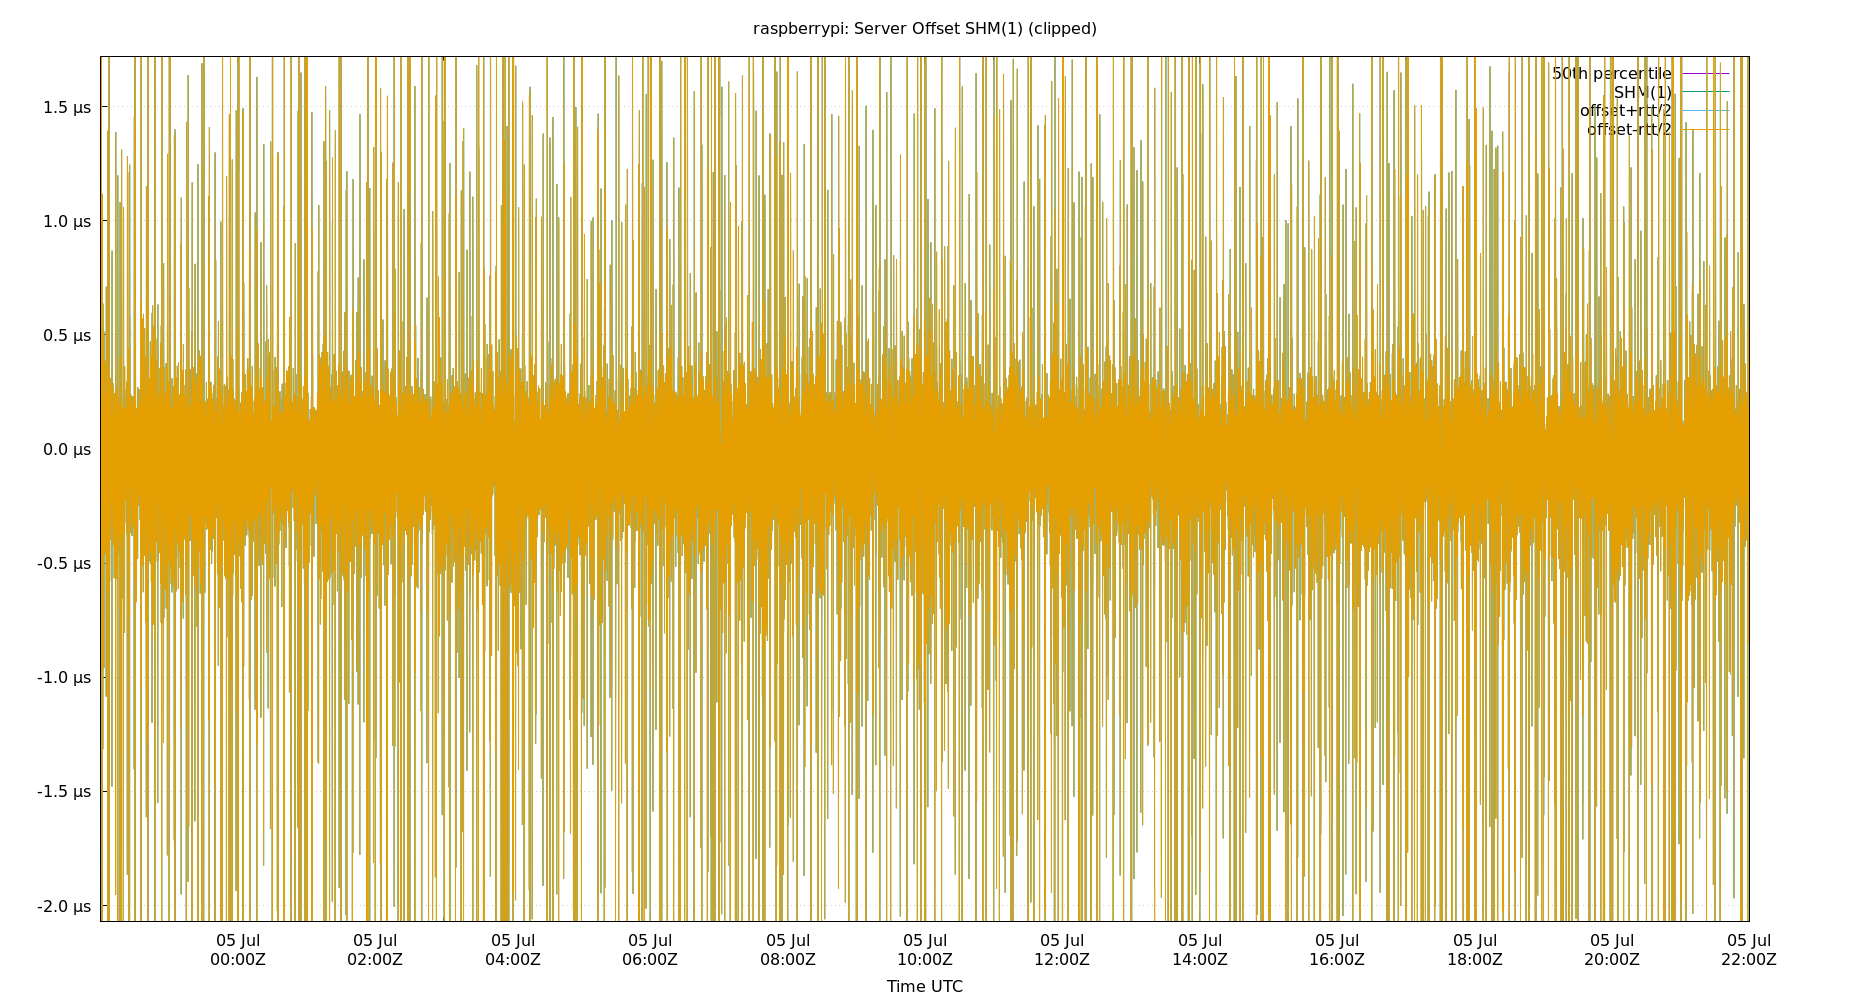 raspberrypi: Server Offset SHM(1) (clipped)
50th percentile
SHM(1)
offset+rtt/2
offset-rtt/2
1.5 µs
1.0 µs
0.5 µs
0.0 µs
-0.5 µs
-1.0 µs
-1.5 µs
-2.0 µs
05 Jul 05 Jul 05 Jul 05 Jul 05 Jul 05 Jul 05 Jul 05 Jul 05 Jul 05 Jul 05 Jul 05 Jul
00:00Z 02:00Z 04:00Z 06:00Z 08:00Z 10:00Z 12:00Z 14:00Z 16:00Z 18:00Z 20:00Z 22:00Z
Time UTC